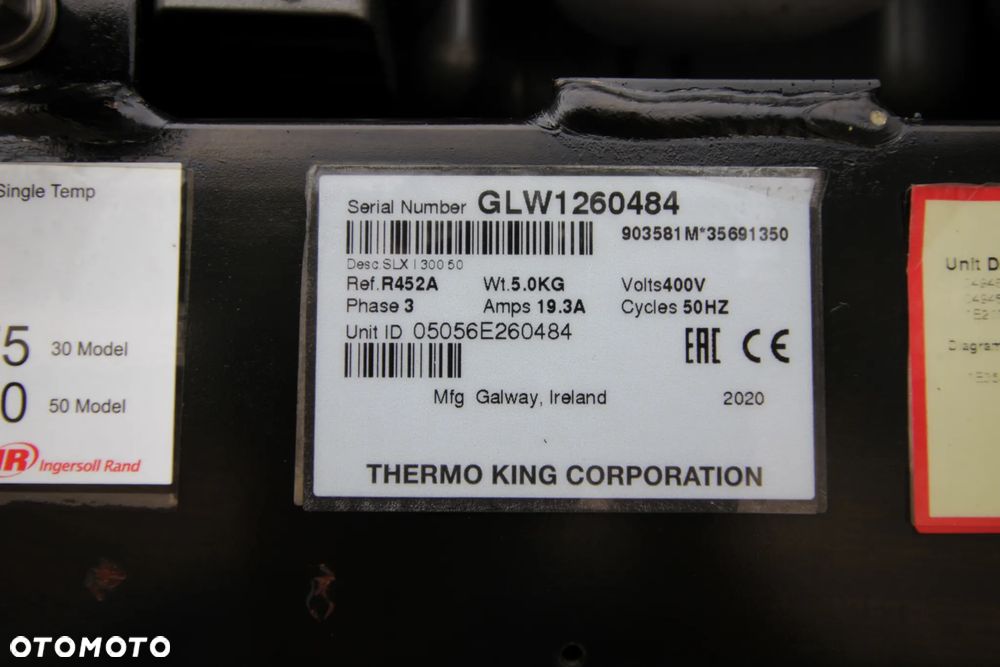 Single Temp
5 30 Model
0 50 Model
IR Ingersoll Rand
Serial Number GLW1260484
903581M*35691350
Desc.SLX I 300 50
Ref.R452A Wt.5.0KG Volts400V
Phase 3 Amps 19.3A Cycles 50HZ
Unit ID 05056E260484
EAC CE
Mfg Galway, Ireland 2020
THERMO KING CORPORATION
Unit D
OTOMOTO